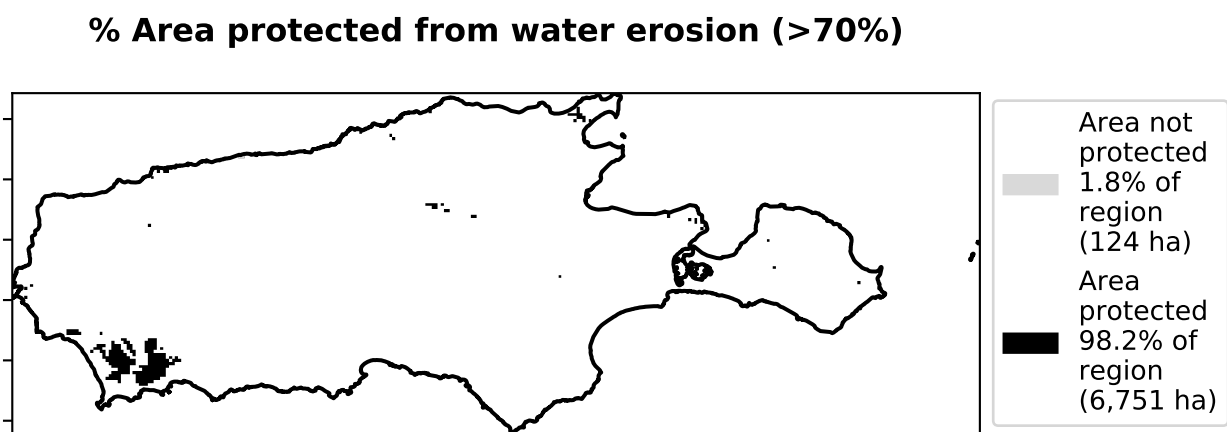 % Area protected from water erosion (>70%)
Area not
protected
1.8% of
region
(124 ha)
Area
protected
98.2% of
region
(6,751 ha)